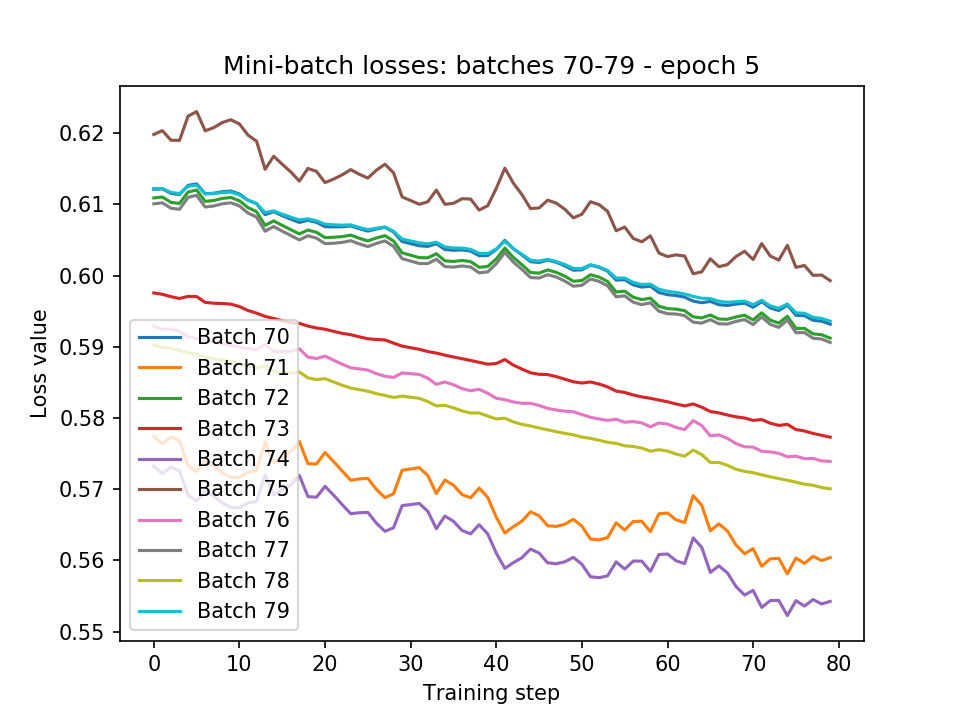 Mini-batch losses: batches 70-79 - epoch 5
Loss value
0.62
0.61
0.60
0.59
0.58
0.57
0.56
0.55
Batch 70
Batch 71
Batch 72
Batch 73
Batch 74
Batch 75
Batch 76
Batch 77
Batch 78
Batch 79
0 10 20 30 40 50 60 70 80
Training step